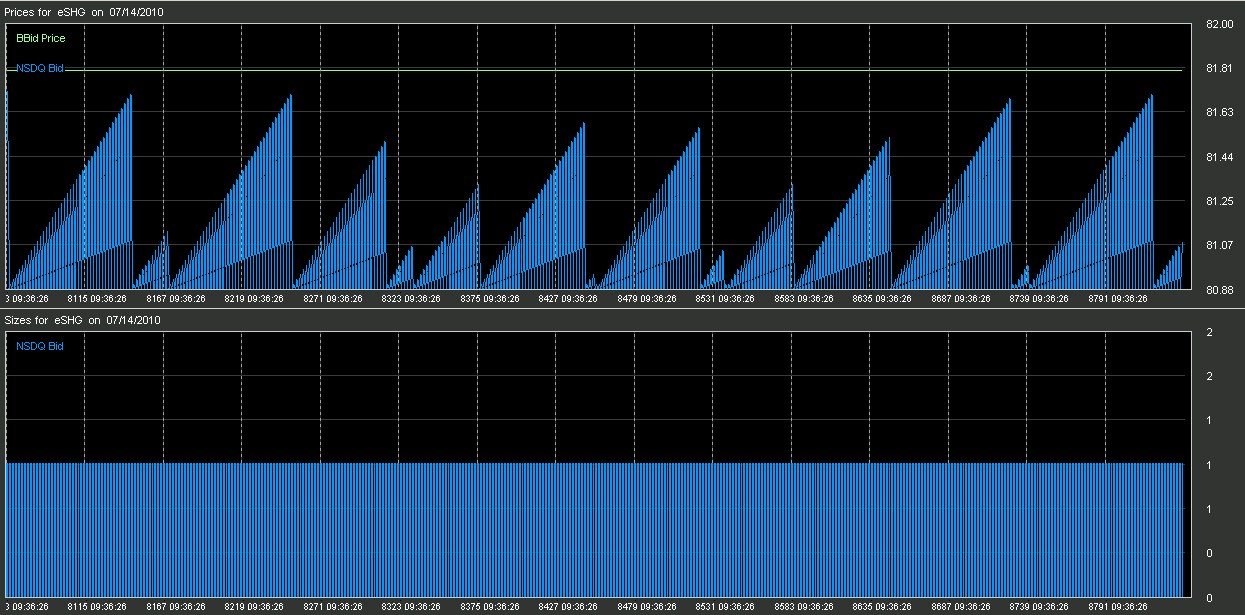 Prices for eSHG on 07/14/2010
82.00
BBid Price
NSDQ Bid
81.81
81.63
81.44
81.25
81.07
80.88
3 09:36:26 8115 09:36:26 8167 09:36:26 8219 09:36:26 8271 09:36:26 8323 09:36:26 8375 09:36:26 8427 09:36:26 8479 09:36:26 8531 09:36:26 8583 09:36:26 8635 09:36:26 8687 09:36:26 8739 09:36:26 8791 09:36:26
Sizes for eSHG on 07/14/2010
2
NSDQ Bid
2
1
1
1
0
0
3 09:36:26 8115 09:36:26 8167 09:36:26 8219 09:36:26 8271 09:36:26 8323 09:36:26 8375 09:36:26 8427 09:36:26 8479 09:36:26 8531 09:36:26 8583 09:36:26 8635 09:36:26 8687 09:36:26 8739 09:36:26 8791 09:36:26